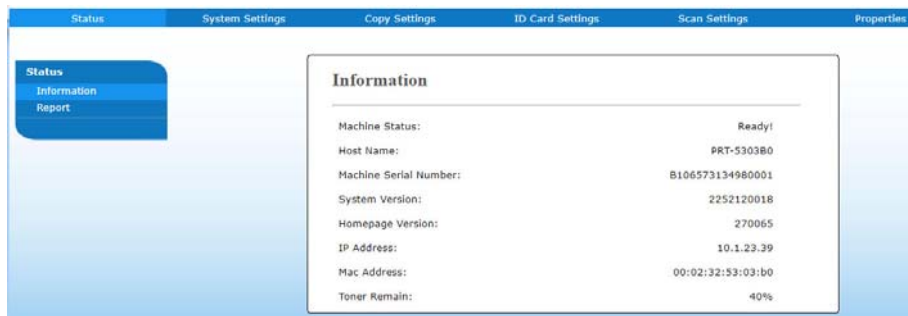 Status System Settings Copy Settings ID Card Settings Scan Settings Properties
Status
Information
Report
Information
Machine Status: Ready!
Host Name: PRT-5303B0
Machine Serial Number: B106573134980001
System Version: 2252120018
Homepage Version: 270065
IP Address: 10.1.23.39
Mac Address: 00:02:32:53:03:b0
Toner Remain: 40%